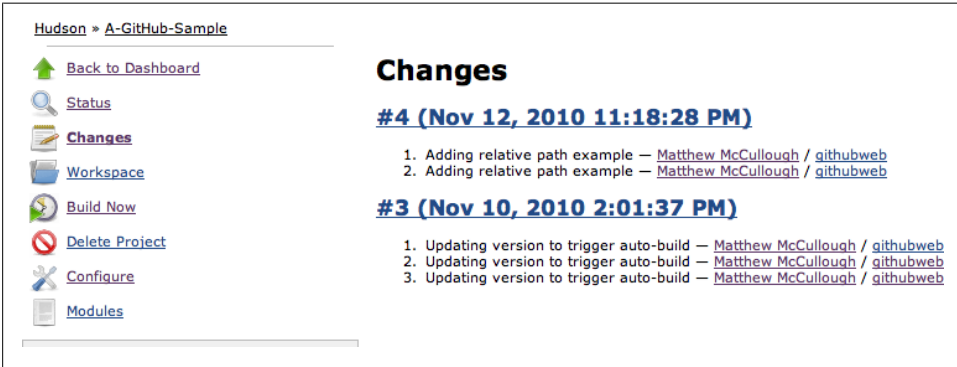 Hudson » A-GitHub-Sample
Back to Dashboard
Status
Changes
Workspace
Build Now
Delete Project
Configure
Modules
Changes
#4 (Nov 12, 2010 11:18:28 PM)
1. Adding relative path example — Matthew McCullough / githubweb
2. Adding relative path example — Matthew McCullough / githubweb
#3 (Nov 10, 2010 2:01:37 PM)
1. Updating version to trigger auto-build — Matthew McCullough / githubweb
2. Updating version to trigger auto-build — Matthew McCullough / githubweb
3. Updating version to trigger auto-build — Matthew McCullough / githubweb